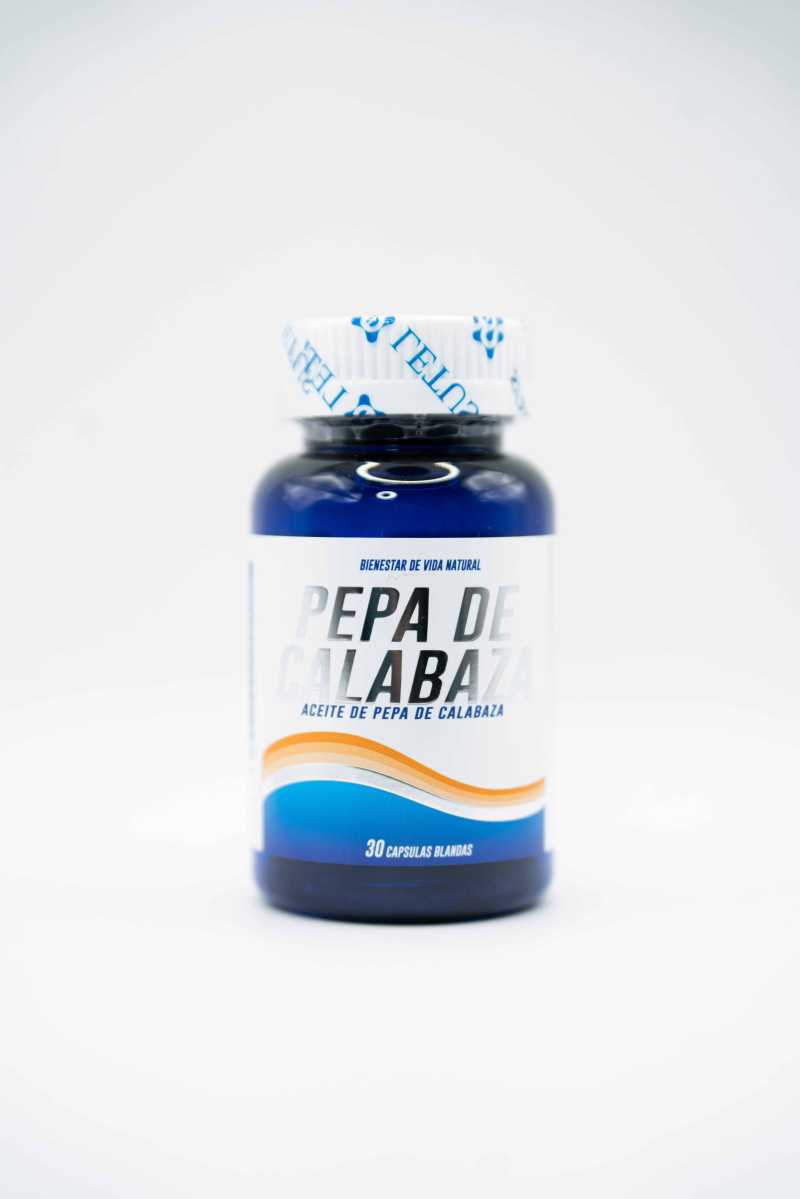 BIENESTAR DE VIDA NATURAL
PEPA DE
CALABAZA
ACEITE DE PEPA DE CALABAZA
30 CAPSULAS BLANDAS